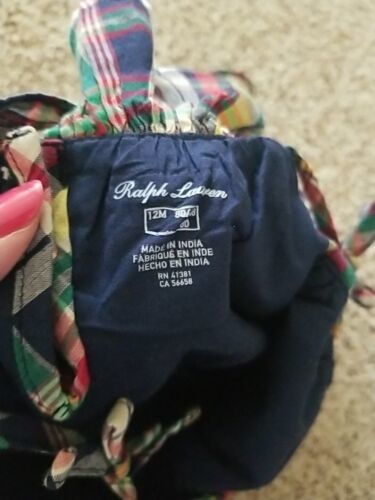 Ralph Lauren
12M
MADE IN INDIA
FABRIQUÉ EN INDE
HECHO EN INDIA
RN 41381
CA 56658